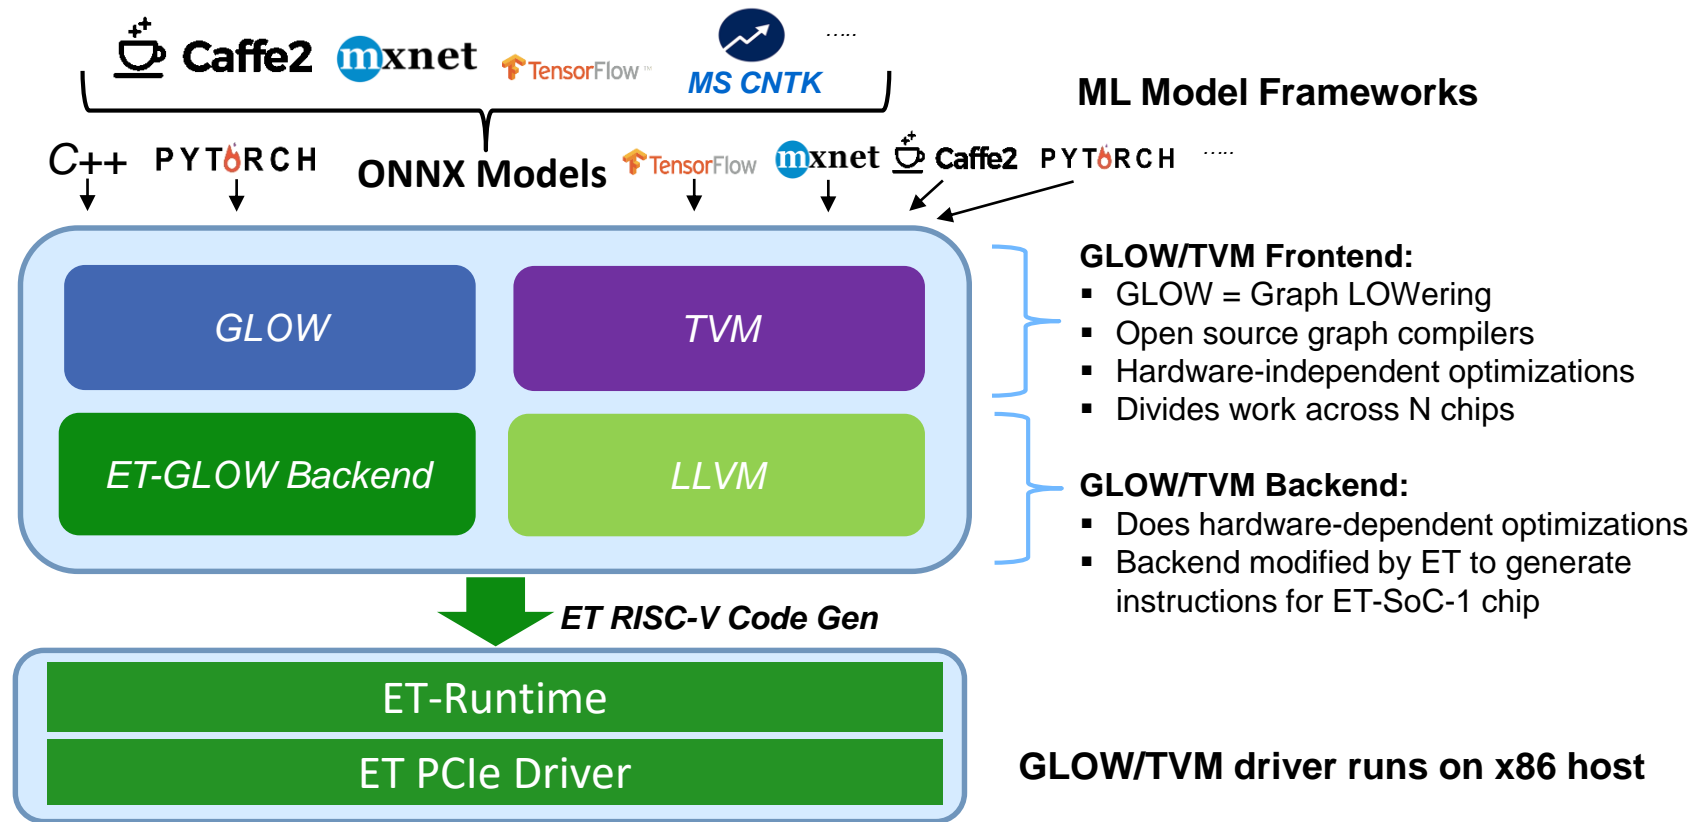 Caffe2 mxnet TensorFlow™ MS CNTK .....
ML Model Frameworks
C++ PYTORCH ONNX Models TensorFlow mxnet Caffe2 PYTORCH .....
GLOW
TVM
ET-GLOW Backend
LLVM
GLOW/TVM Frontend:
▪ GLOW = Graph LOWering
▪ Open source graph compilers
▪ Hardware-independent optimizations
▪ Divides work across N chips
GLOW/TVM Backend:
▪ Does hardware-dependent optimizations
▪ Backend modified by ET to generate
instructions for ET-SoC-1 chip
ET RISC-V Code Gen
ET-Runtime
ET PCIe Driver
GLOW/TVM driver runs on x86 host